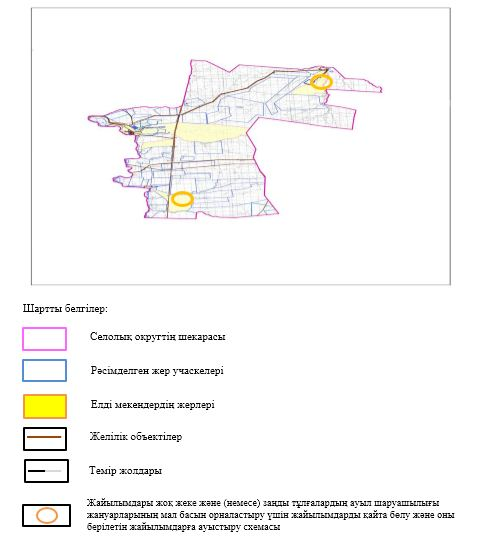 Шартты белгілер:
Селолық округтің шекарасы
Рәсімделген жер учаскелері
Елді мекендердің жерлері
Желілік объектілер
Темір жолдары
Жайылымдары жоқ жеке және (немесе) заңды тұлғалардың ауыл шаруашылығы
жануарларының мал басын орналастыру үшін жайылымдарды қайта бөлу және оны
берілетін жайылымдарға ауыстыру схемасы